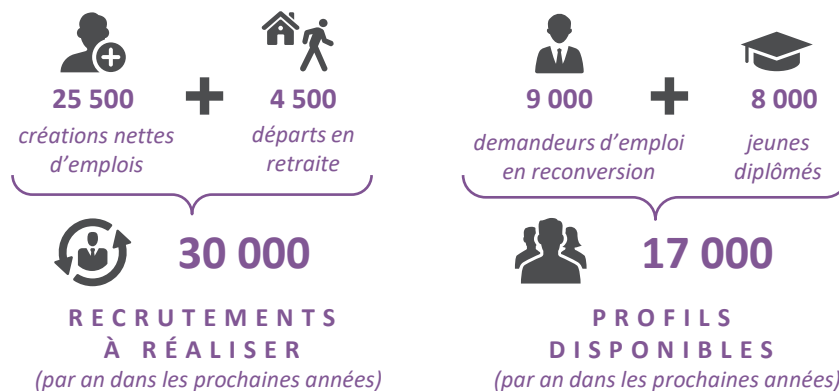 25 500
créations nettes
d’emplois
4 500
départs en
retraite
30 000
RECRUTEMENTS
À RÉALISER
(par an dans les prochaines années)
9 000
demandeurs d’emploi
en reconversion
8 000
jeunes
diplômés
17 000
PROFILS
DISPONIBLES
(par an dans les prochaines années)